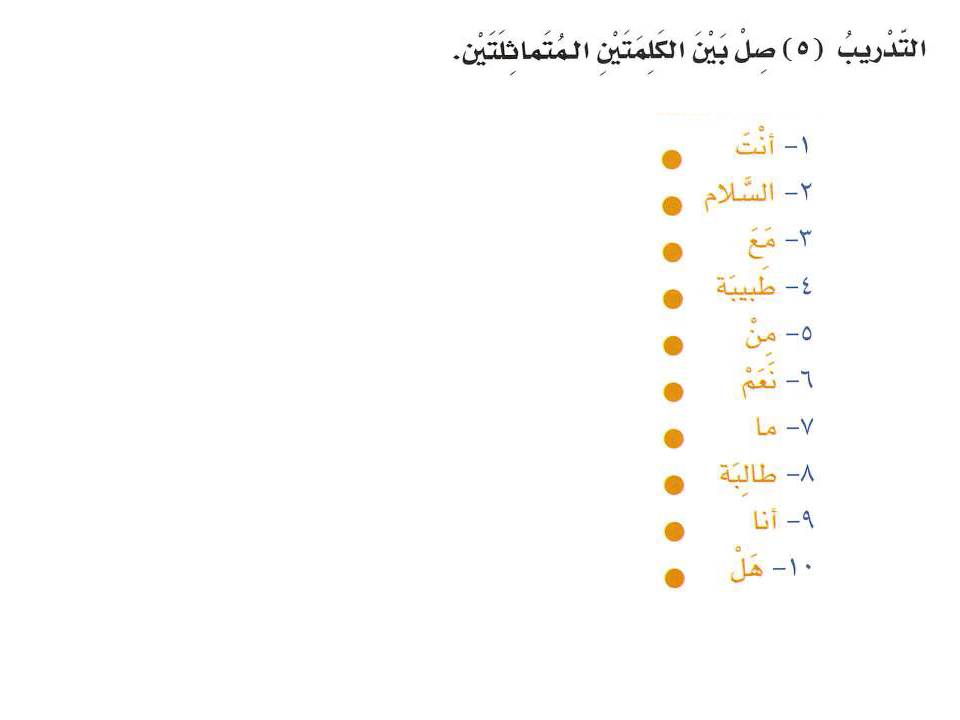 التّدْريبُ (٥) صِلْ بَيْنَ الكَلِمَتَيْنِ المُتَماثِلَتَيْن.
١- أنْتَ
٢- السَّلام
٣- مَعَ
٤- طَبيبَة
٥- مِنْ
٦- نَعَمْ
٧- ما
٨- طالِبَة
٩- أنا
١٠- هَلْ